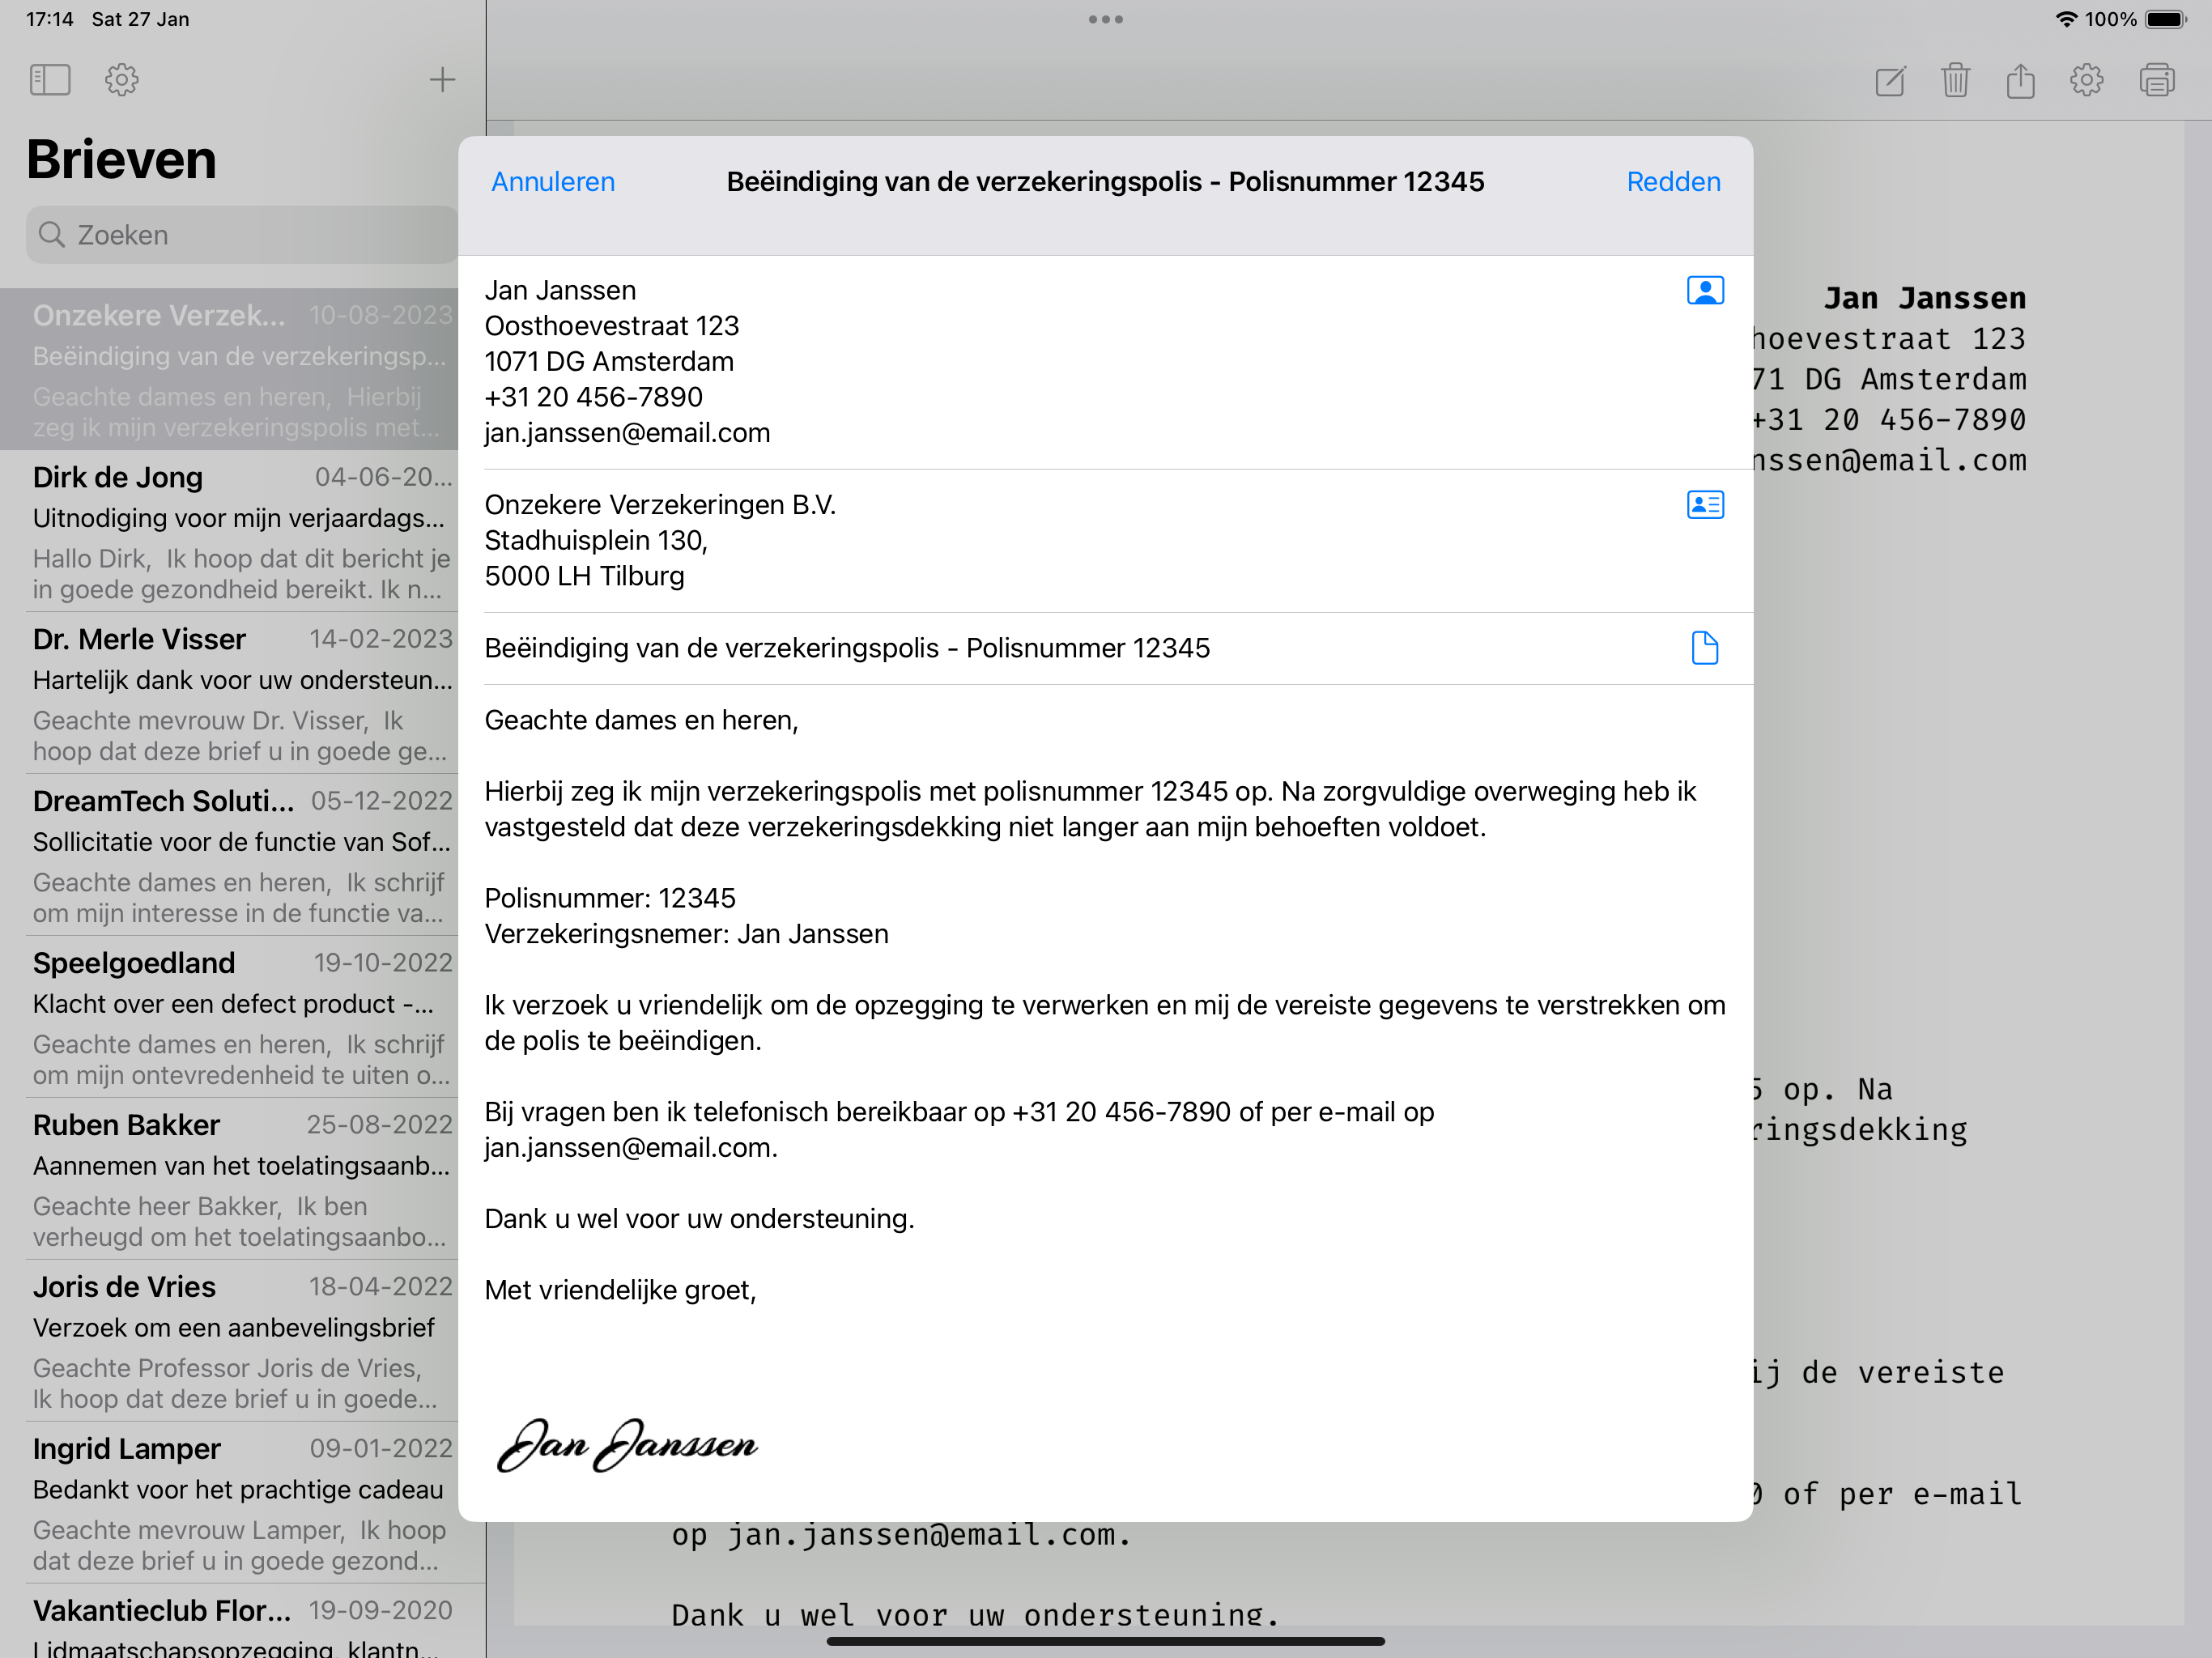 17:14 Sat 27 Jan
100%
Brieven
Zoeken
Onzekere Verzek... 10-08-2023
Beëindiging van de verzekeringsp...
Geachte dames en heren, Hierbij
zeg ik mijn verzekeringspolis met...
Dirk de Jong 04-06-20...
Uitnodiging voor mijn verjaardags...
Hallo Dirk, Ik hoop dat dit bericht je
in goede gezondheid bereikt. Ik n...
Dr. Merle Visser 14-02-2023
Hartelijk dank voor uw ondersteun...
Geachte mevrouw Dr. Visser, Ik
hoop dat deze brief u in goede ge...
DreamTech Soluti... 05-12-2022
Sollicitatie voor de functie van Sof...
Geachte dames en heren, Ik schrijf
om mijn interesse in de functie va...
Speelgoedland 19-10-2022
Klacht over een defect product -...
Geachte dames en heren, Ik schrijf
om mijn ontevredenheid te uiten o...
Ruben Bakker 25-08-2022
Aannemen van het toelatingsaanb...
Geachte heer Bakker, Ik ben
verheugd om het toelatingsaanbo...
Joris de Vries 18-04-2022
Verzoek om een aanbevelingsbrief
Geachte Professor Joris de Vries,
Ik hoop dat deze brief u in goede...
Ingrid Lamper 09-01-2022
Bedankt voor het prachtige cadeau
Geachte mevrouw Lamper, Ik hoop
dat deze brief u in goede gezond...
Vakantieclub Flor... 19-09-2020
Lidmaatschapsopzegging, klantn...
Annuleren Beëindiging van de verzekeringspolis - Polisnummer 12345 Redden
Jan Janssen
Oosthoevestraat 123
1071 DG Amsterdam
+31 20 456-7890
jan.janssen@email.com
Onzekere Verzekeringen B.V.
Stadhuisplein 130,
5000 LH Tilburg
Beëindiging van de verzekeringspolis - Polisnummer 12345
Geachte dames en heren,
Hierbij zeg ik mijn verzekeringspolis met polisnummer 12345 op. Na zorgvuldige overweging heb ik
vastgesteld dat deze verzekeringsdekking niet langer aan mijn behoeften voldoet.
Polisnummer: 12345
Verzekeringsnemer: Jan Janssen
Ik verzoek u vriendelijk om de opzegging te verwerken en mij de vereiste gegevens te verstrekken om
de polis te beëindigen.
Bij vragen ben ik telefonisch bereikbaar op +31 20 456-7890 of per e-mail op
jan.janssen@email.com.
Dank u wel voor uw ondersteuning.
Met vriendelijke groet,
Jan Janssen
Jan Janssen
hoevestraat 123
71 DG Amsterdam
+31 20 456-7890
nssen@email.com
op. Na
ringsdekking
ij de vereiste
of per e-mail
op jan.janssen@email.com.
Dank u wel voor uw ondersteuning.